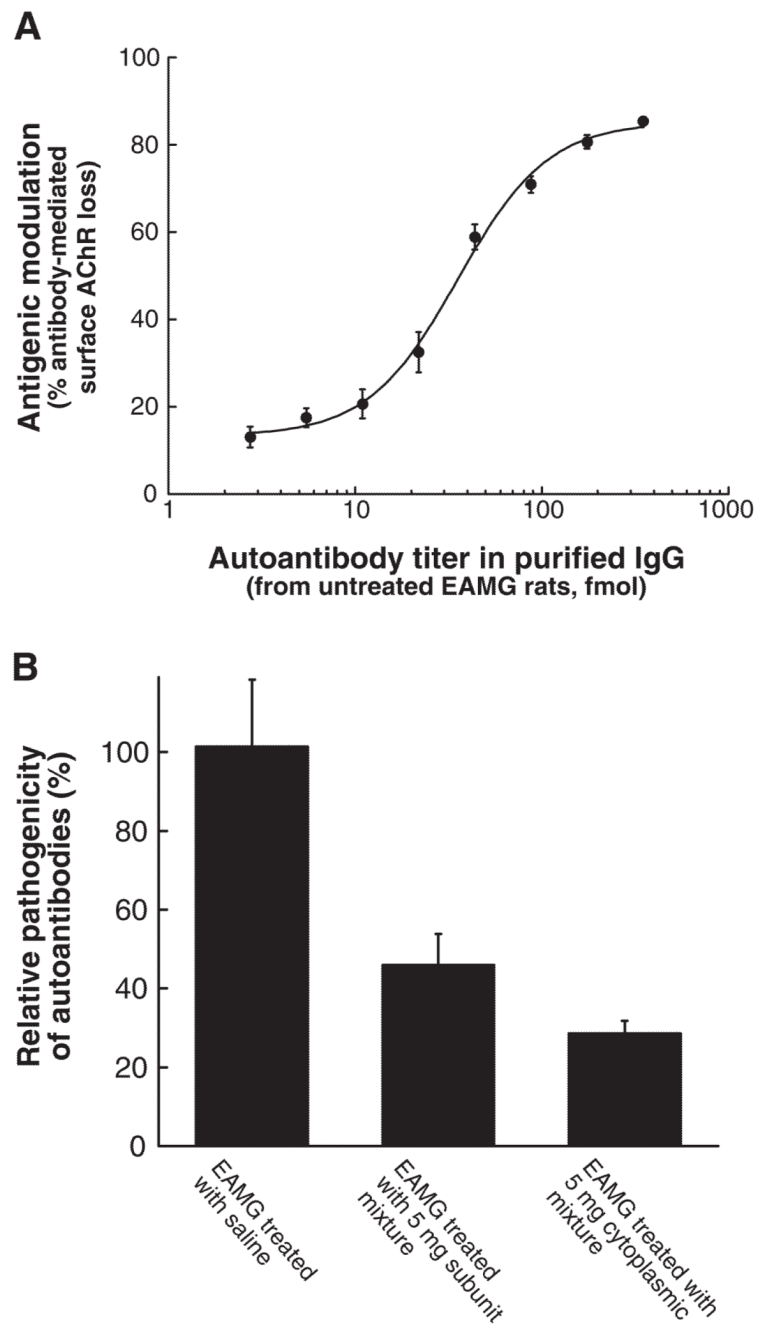 A
100
80
60
40
20
0
Antigenic modulation
(% antibody-mediated
surface AChR loss)
1
10
100
1000
Autoantibody titer in purified IgG
(from untreated EAMG rats, fmol)
B
100
80
60
40
20
0
Relative pathogenicity
of autoantibodies (%)
EAMG treated
with saline
EAMG treated
with 5 mg subunit
mixture
EAMG treated with
5 mg cytoplasmic
mixture